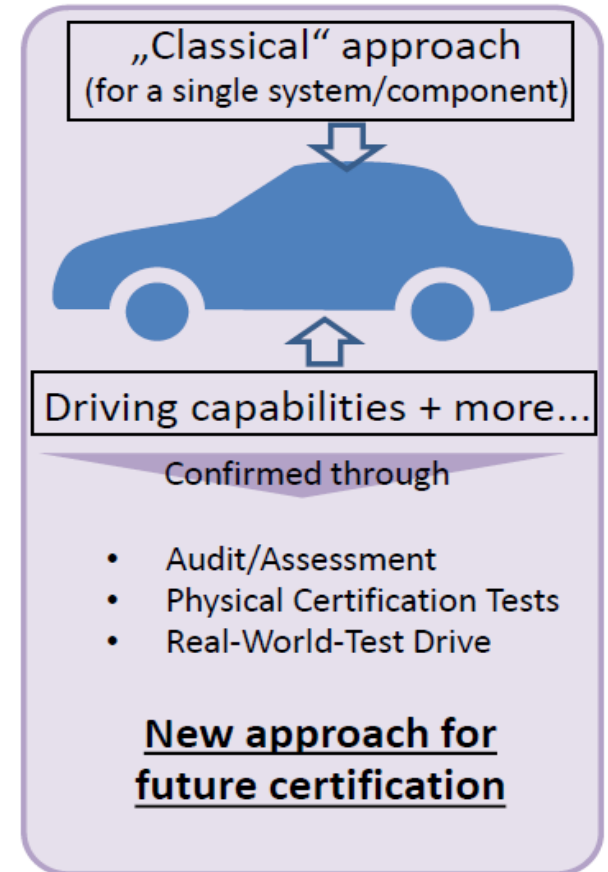 „Classical“ approach
(for a single system/component)
Driving capabilities + more...
Confirmed through
• Audit/Assessment
• Physical Certification Tests
• Real-World-Test Drive
New approach for
future certification